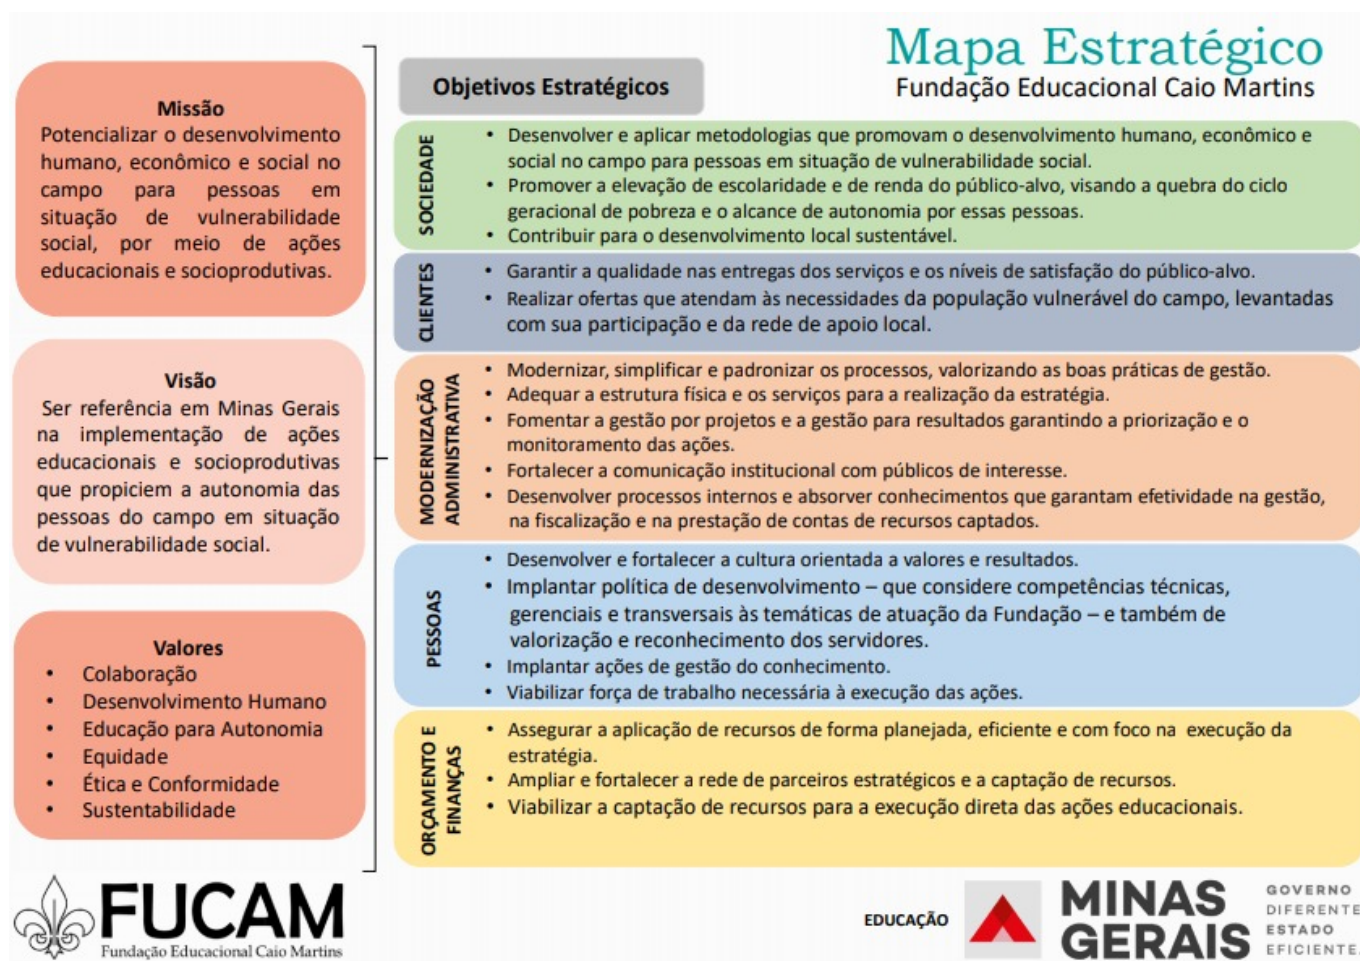 Mapa Estratégico
Fundação Educacional Caio Martins
Missão
Potencializar o desenvolvimento
humano, econômico e social no
campo para pessoas em
situação de vulnerabilidade
social, por meio de ações
educacionais e socioprodutivas.
Visão
Ser referência em Minas Gerais
na implementação de ações
educacionais e socioprodutivas
que propiciem a autonomia das
pessoas do campo em situação
de vulnerabilidade social.
Valores
• Colaboração
• Desenvolvimento Humano
• Educação para Autonomia
• Equidade
• Ética e Conformidade
• Sustentabilidade
Objetivos Estratégicos
SOCIEDADE
• Desenvolver e aplicar metodologias que promovam o desenvolvimento humano, econômico e
social no campo para pessoas em situação de vulnerabilidade social.
• Promover a elevação de escolaridade e de renda do público-alvo, visando a quebra do ciclo
geracional de pobreza e o alcance de autonomia por essas pessoas.
• Contribuir para o desenvolvimento local sustentável.
CLIENTES
• Garantir a qualidade nas entregas dos serviços e os níveis de satisfação do público-alvo.
• Realizar ofertas que atendam às necessidades da população vulnerável do campo, levantadas
com sua participação e da rede de apoio local.
MODERNIZAÇÃO
ADMINISTRATIVA
• Modernizar, simplificar e padronizar os processos, valorizando as boas práticas de gestão.
• Adequar a estrutura física e os serviços para a realização da estratégia.
• Fomentar a gestão por projetos e a gestão para resultados garantindo a priorização e o
monitoramento das ações.
• Fortalecer a comunicação institucional com públicos de interesse.
• Desenvolver processos internos e absorver conhecimentos que garantam efetividade na gestão,
na fiscalização e na prestação de contas de recursos captados.
PESSOAS
• Desenvolver e fortalecer a cultura orientada a valores e resultados.
• Implantar política de desenvolvimento – que considere competências técnicas,
gerenciais e transversais às temáticas de atuação da Fundação – e também de
valorização e reconhecimento dos servidores.
• Implantar ações de gestão do conhecimento.
• Viabilizar força de trabalho necessária à execução das ações.
ORÇAMENTO E
FINANÇAS
• Assegurar a aplicação de recursos de forma planejada, eficiente e com foco na execução da
estratégia.
• Ampliar e fortalecer a rede de parceiros estratégicos e a captação de recursos.
• Viabilizar a captação de recursos para a execução direta das ações educacionais.
FUCAM
Fundação Educacional Caio Martins
EDUCAÇÃO
MINAS
GERAIS
GOVERNO
DIFERENTE
ESTADO
EFICIENTE.